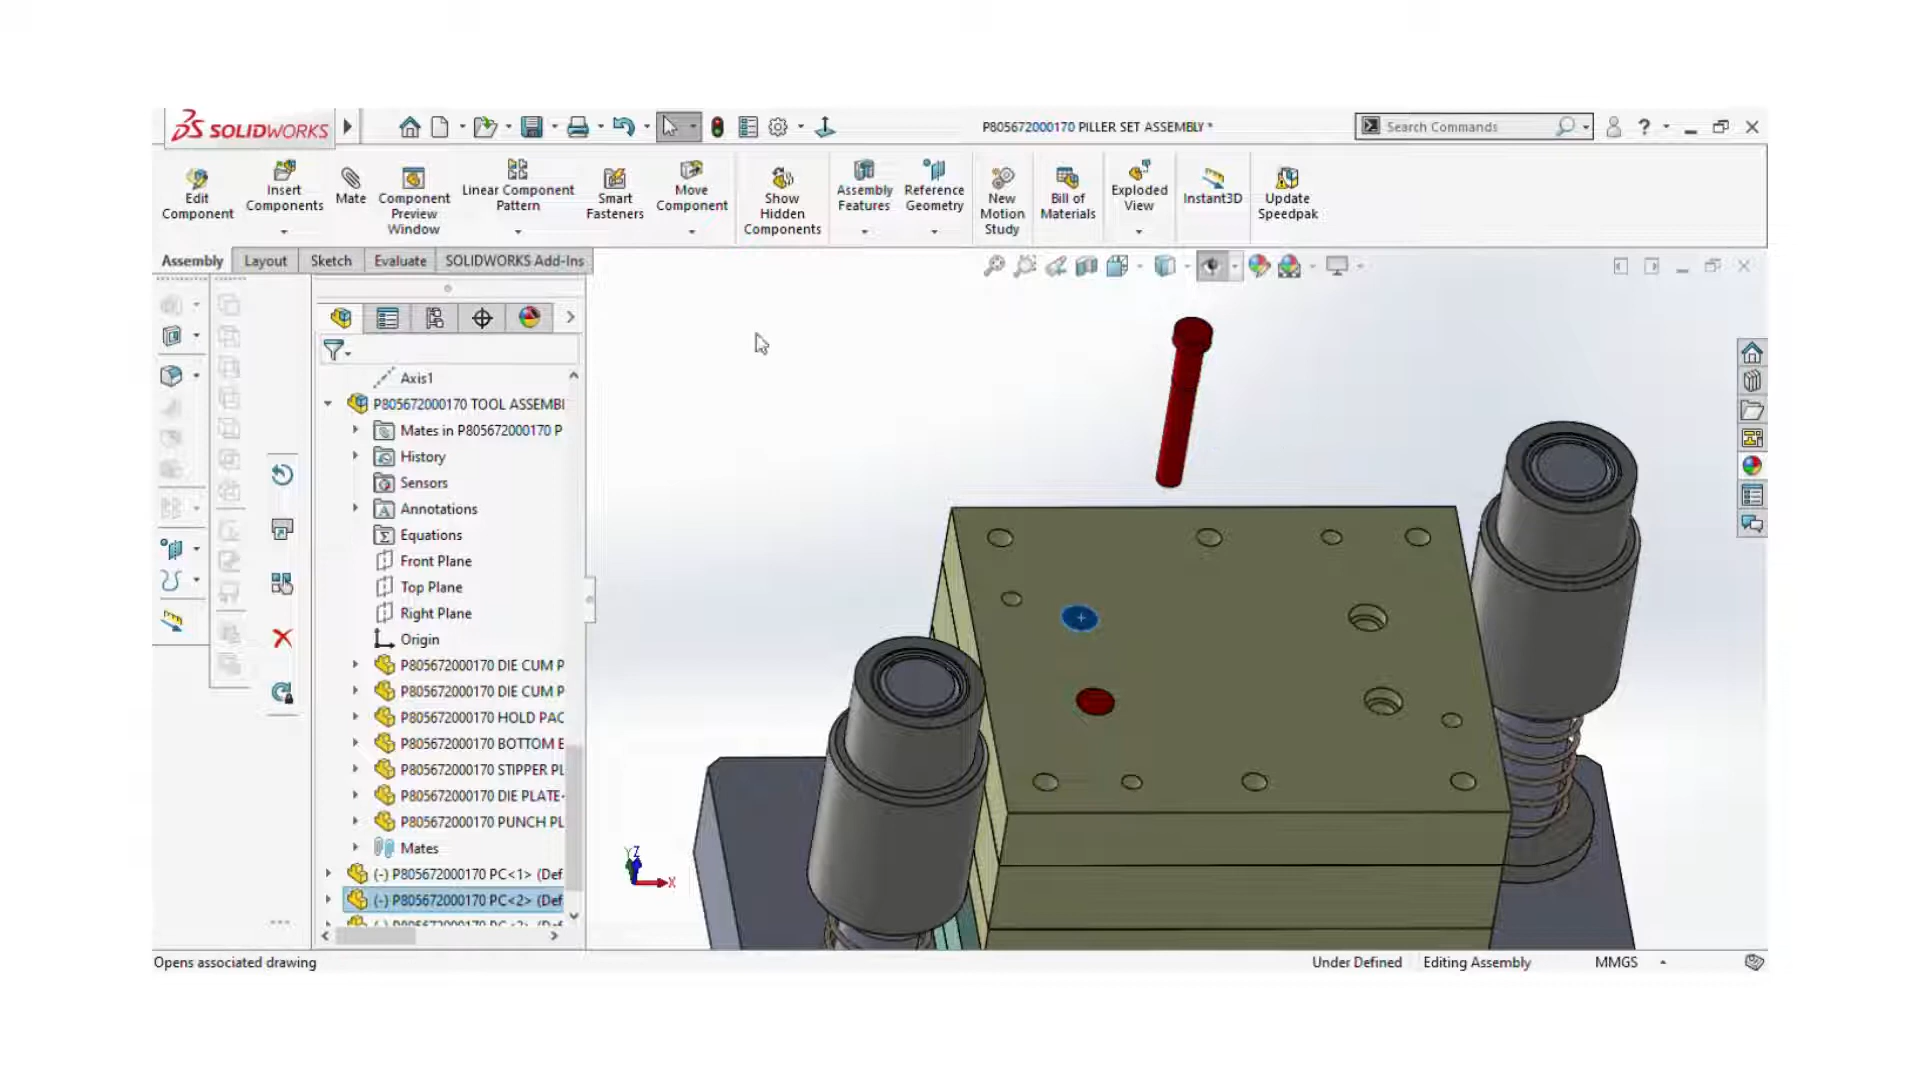 SOLIDWORKS
P805672000170 PILLER SET ASSEMBLY *
Search Commands
Edit
Component
Insert
Components
Mate
Component
Preview
Window
Linear Component
Pattern
Smart
Fasteners
Move
Component
Show
Hidden
Components
Assembly
Features
Reference
Geometry
New
Motion
Study
Bill of
Materials
Exploded
View
Instant3D
Update
Speedpak
Assembly
Layout
Sketch
Evaluate
SOLIDWORKS Add-Ins
Axis1
P805672000170 TOOL ASSEMBI
Mates in P805672000170 P
History
Sensors
Annotations
Equations
Front Plane
Top Plane
Right Plane
Origin
P805672000170 DIE CUM P
P805672000170 DIE CUM P
P805672000170 HOLD PAC
P805672000170 BOTTOM E
P805672000170 STIPPER PL
P805672000170 DIE PLATE-
P805672000170 PUNCH PL
Mates
(-) P805672000170 PC<1> (Def
(-) P805672000170 PC<2> (Def
Z
Y
X
Opens associated drawing
Under Defined
Editing Assembly
MMGS